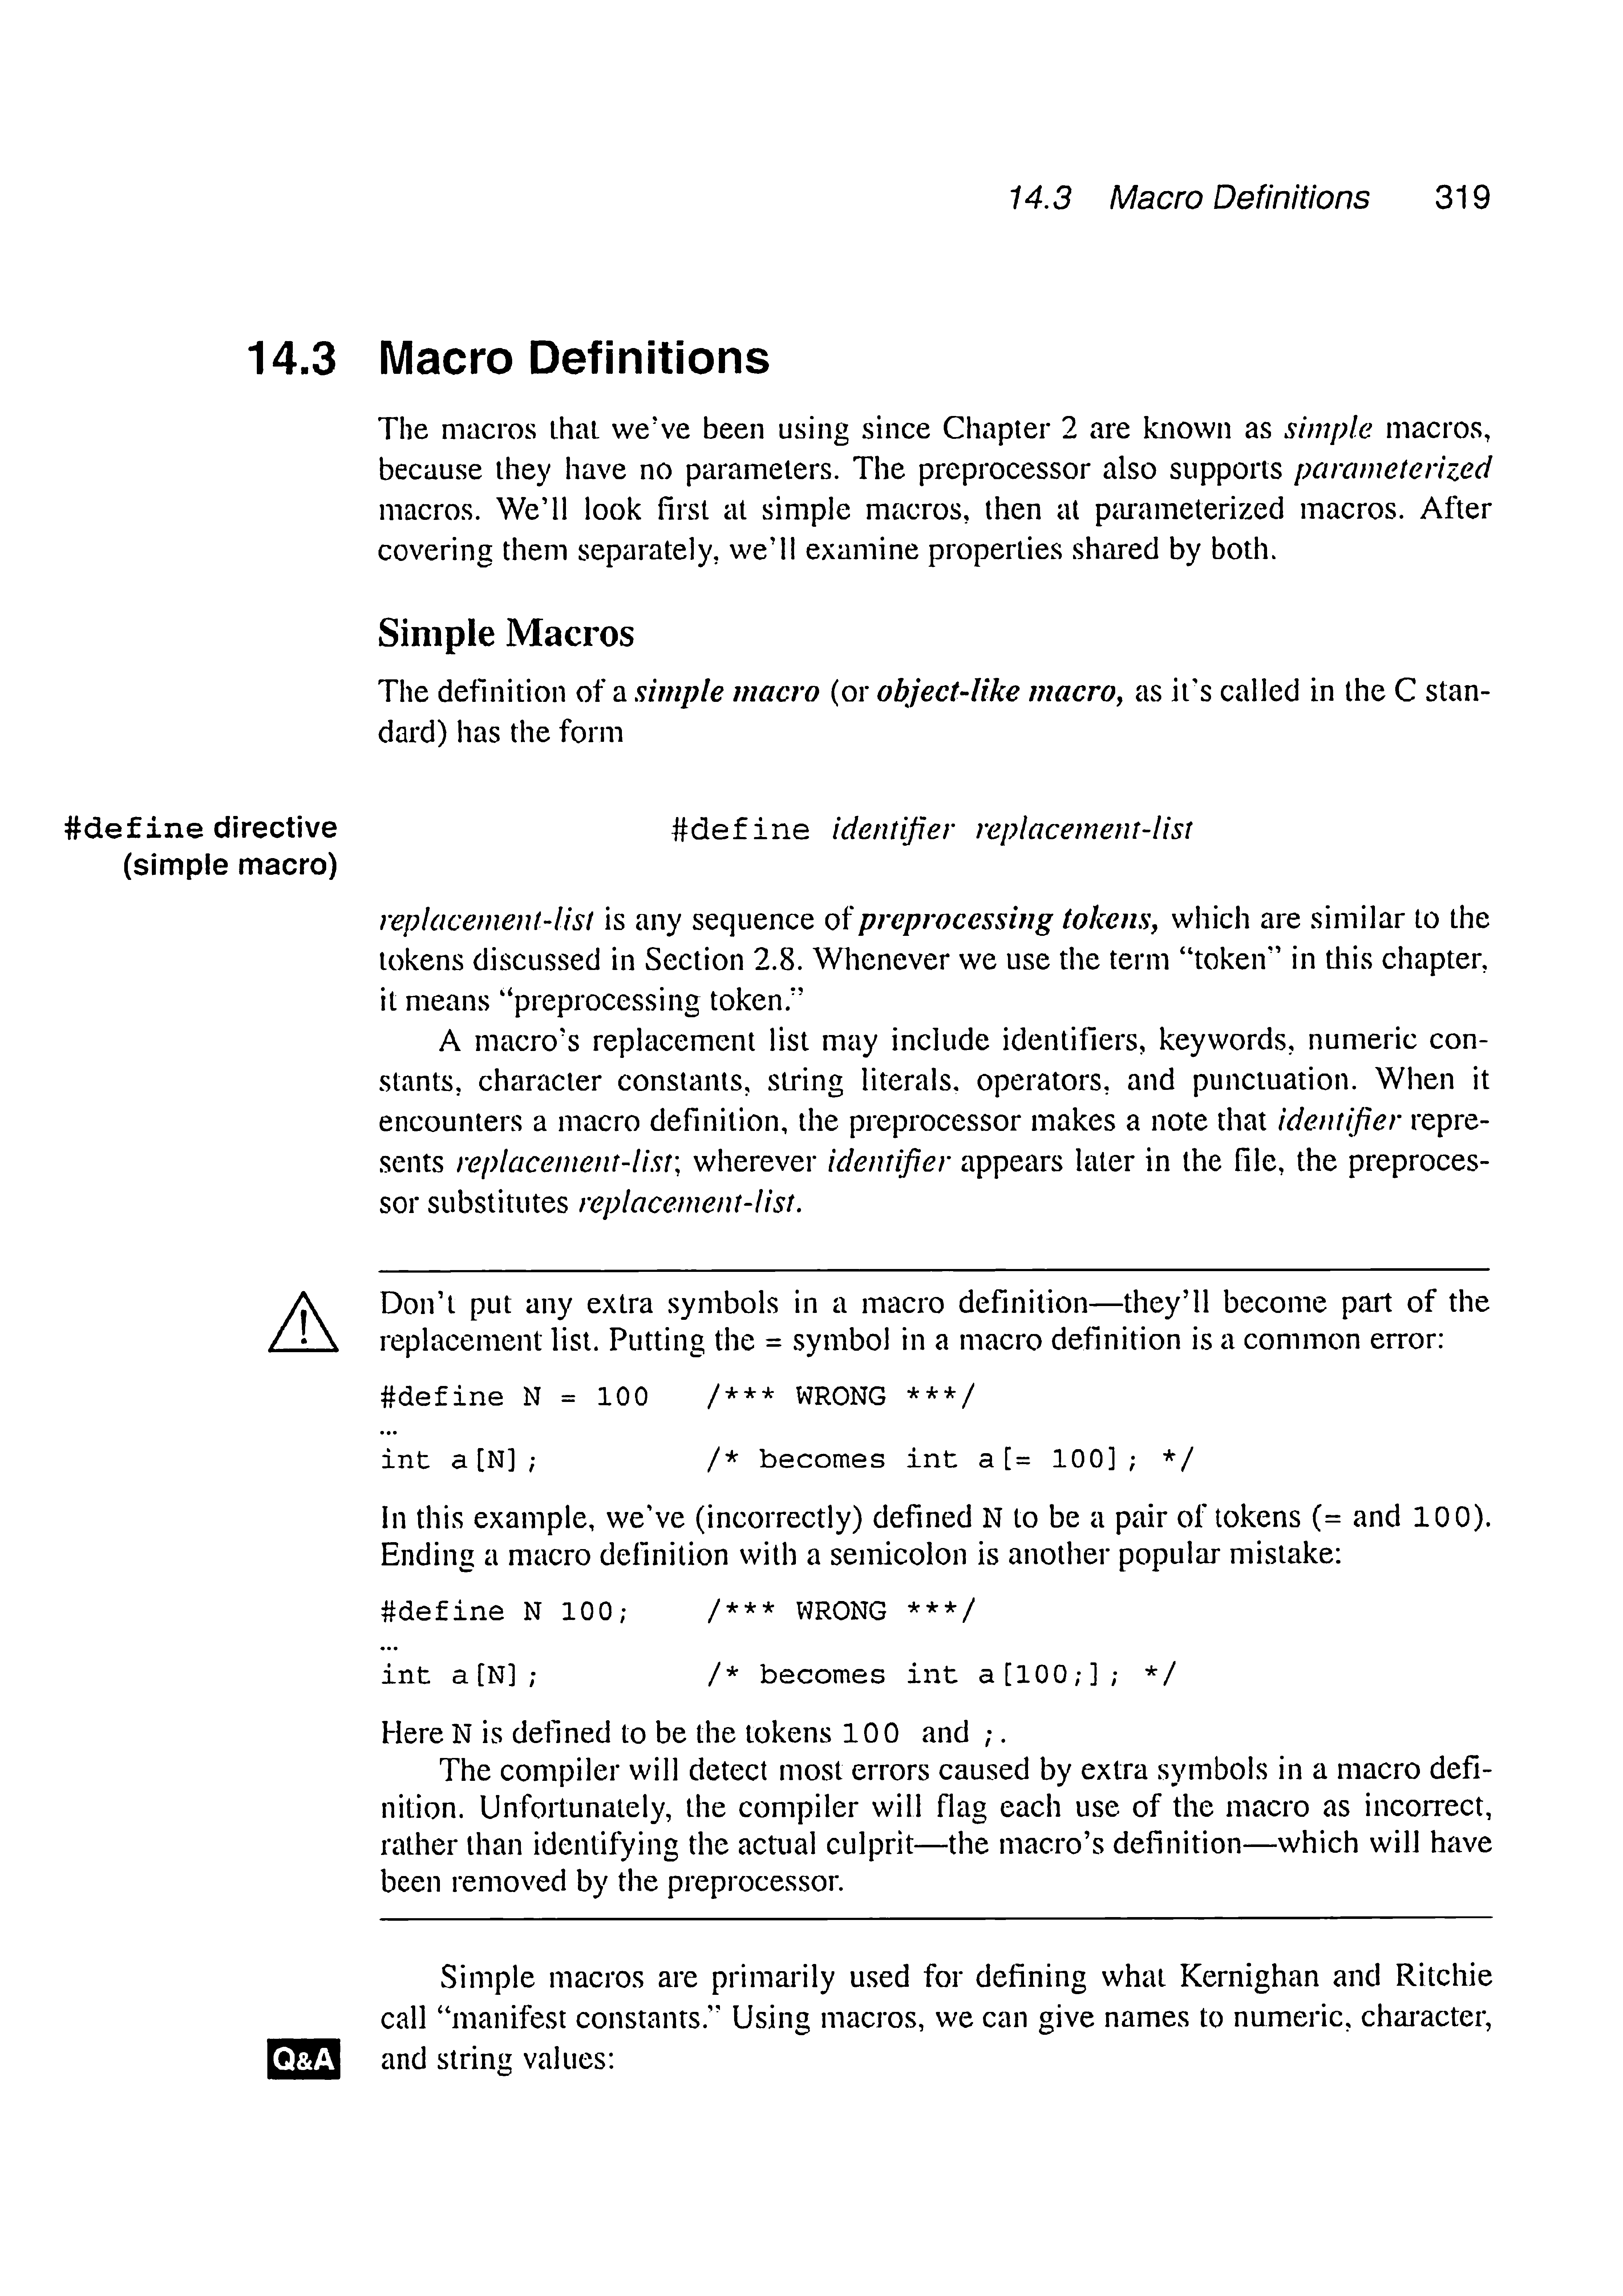 14.3 Macro Definitions 319
14.3 Macro Definitions
The macros that we've been using since Chapter 2 are known as simple macros,
because they have no parameters. The preprocessor also supports parameterized
macros. We'll look first at simple macros, then at parameterized macros. After
covering them separately, we'll examine properties shared by both.
Simple Macros
The definition of a simple macro (or object-like macro, as it's called in the C stan-
dard) has the form
#define directive
(simple macro)
#define identifier replacement-list
replacement-list is any sequence of preprocessing tokens, which are similar to the
tokens discussed in Section 2.8. Whenever we use the term “token” in this chapter,
it means “preprocessing token.”
A macro's replacement list may include identifiers, keywords, numeric con-
stants, character constants, string literals, operators, and punctuation. When it
encounters a macro definition, the preprocessor makes a note that identifier repre-
sents replacement-list; wherever identifier appears later in the file, the preproces-
sor substitutes replacement-list.
Don't put any extra symbols in a macro definition—they'll become part of the
replacement list. Putting the = symbol in a macro definition is a common error:
#define N = 100 /*** WRONG ***/
…
int a[N]; /* becomes int a[= 100]; */
In this example, we've (incorrectly) defined N to be a pair of tokens (= and 100).
Ending a macro definition with a semicolon is another popular mistake:
#define N 100; /*** WRONG ***/
…
int a[N]; /* becomes int a[100;]; */
Here N is defined to be the tokens 100 and ;.
The compiler will detect most errors caused by extra symbols in a macro defi-
nition. Unfortunately, the compiler will flag each use of the macro as incorrect,
rather than identifying the actual culprit—the macro's definition—which will have
been removed by the preprocessor.
Simple macros are primarily used for defining what Kernighan and Ritchie
call “manifest constants.” Using macros, we can give names to numeric, character,
Q&A and string values: